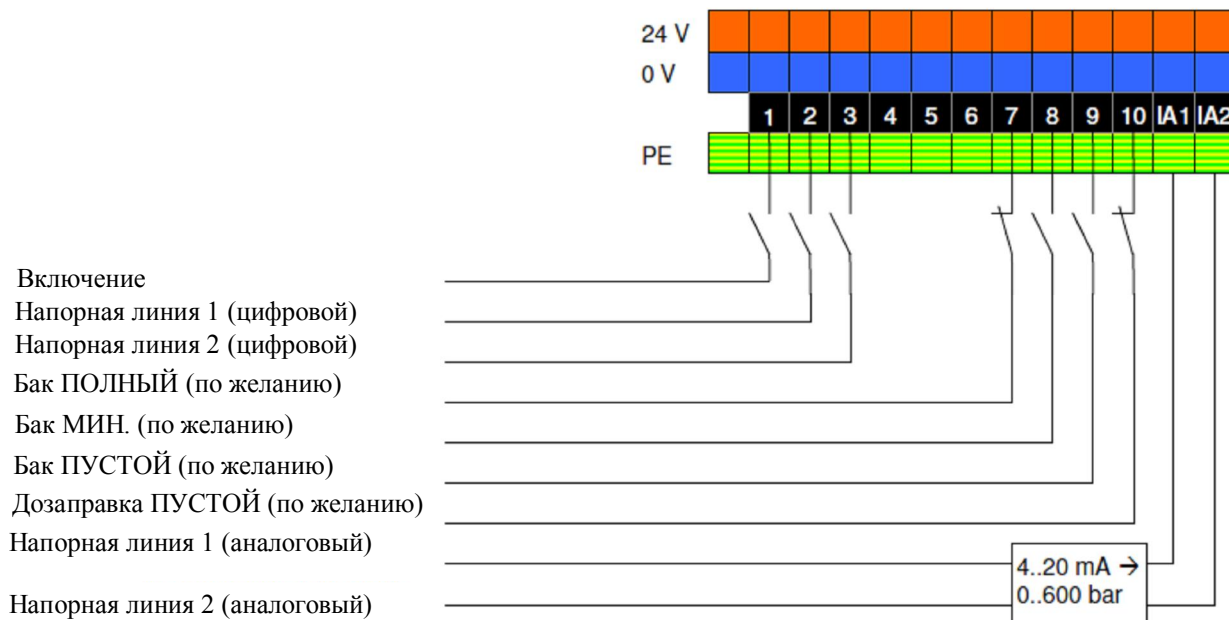 24 V
0 V
1 2 3 4 5 6 7 8 9 10 IA1 IA2
PE
Включение
Напорная линия 1 (цифровой)
Напорная линия 2 (цифровой)
Бак ПОЛНЫЙ (по желанию)
Бак МИН. (по желанию)
Бак ПУСТОЙ (по желанию)
Дозаправка ПУСТОЙ (по желанию)
Напорная линия 1 (аналоговый)
4..20 mA →
0..600 bar
Напорная линия 2 (аналоговый)